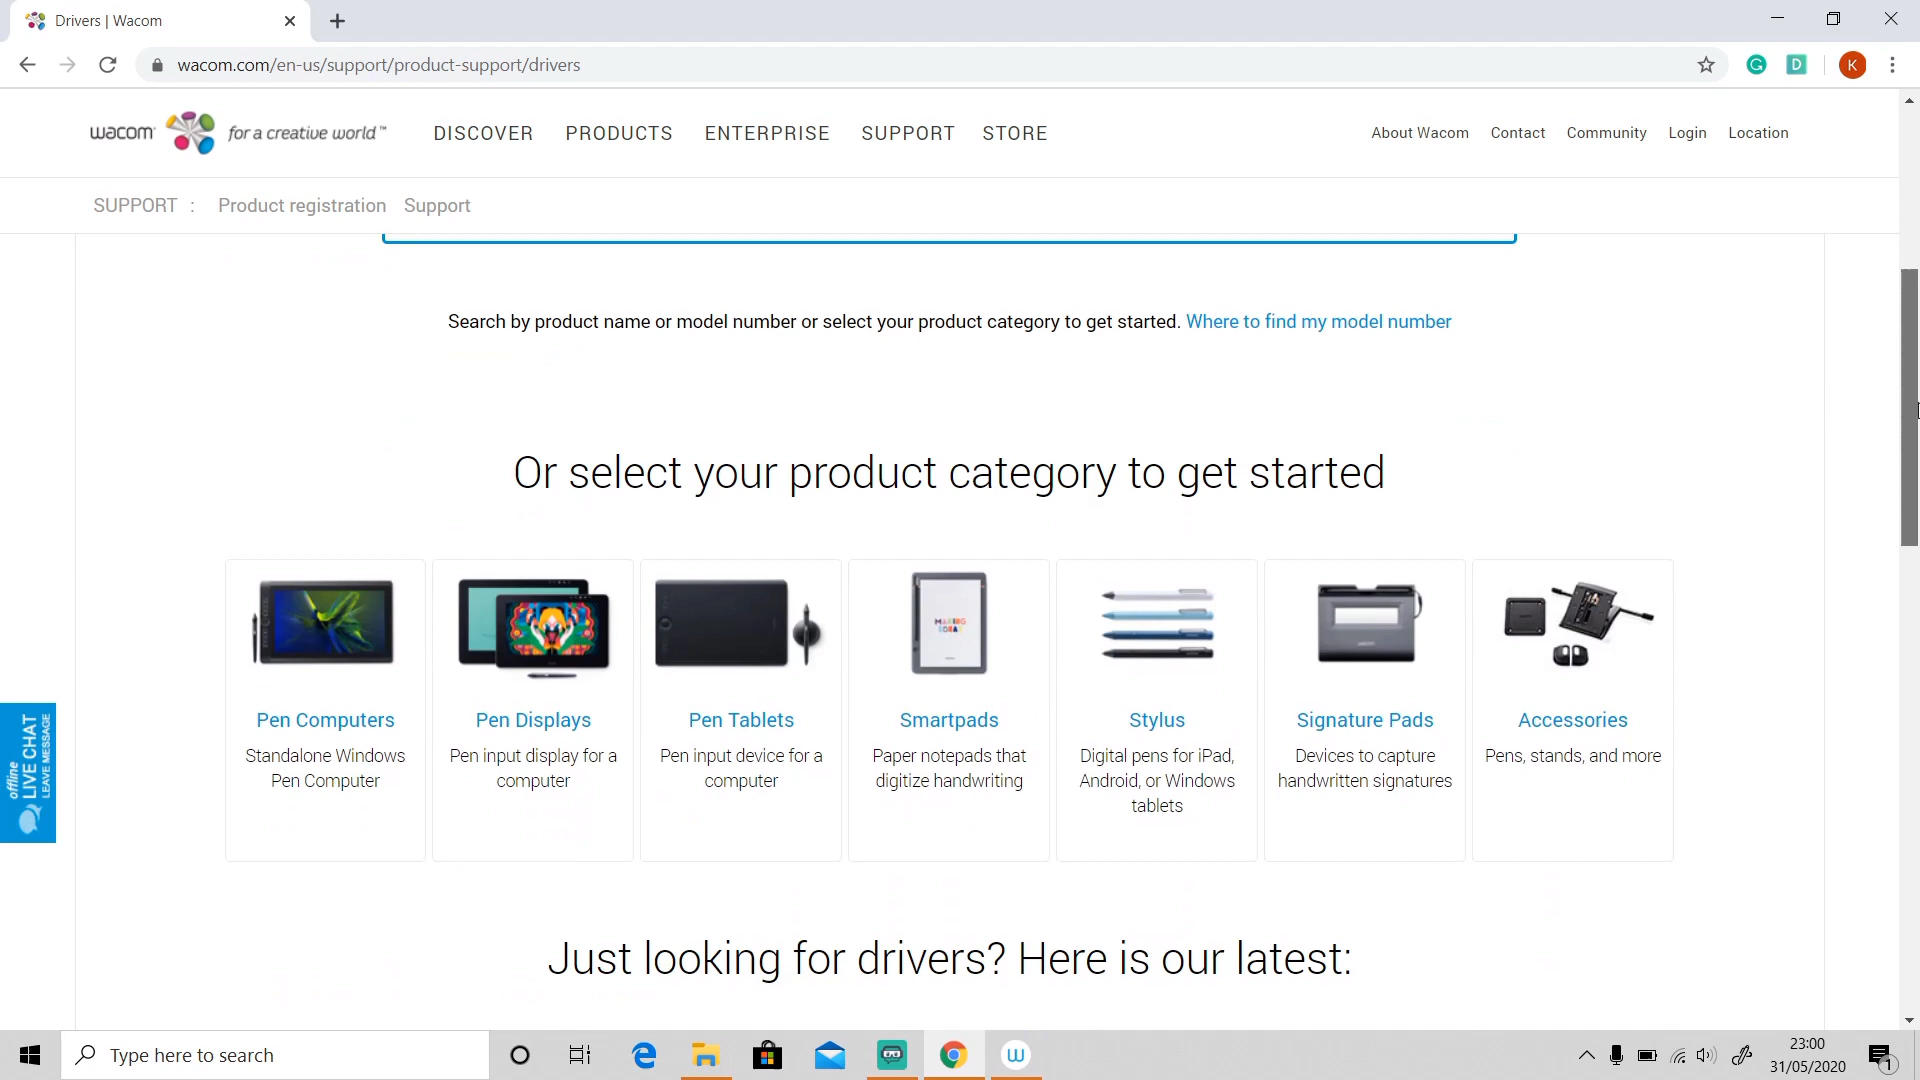 Drivers | Wacom
wacom.com/en-us/support/product-support/drivers
G D K
wacom for a creative world™ DISCOVER PRODUCTS ENTERPRISE SUPPORT STORE About Wacom Contact Community Login Location
SUPPORT : Product registration Support
Search by product name or model number or select your product category to get started. Where to find my model number
Or select your product category to get started
MAKING
Pen Computers
Standalone Windows
Pen Computer
Pen Displays
Pen input display for a
computer
Pen Tablets
Pen input device for a
computer
Smartpads
Paper notepads that
digitize handwriting
Stylus
Digital pens for iPad,
Android, or Windows
tablets
Signature Pads
Devices to capture
handwritten signatures
Accessories
Pens, stands, and more
offline
LIVE CHAT
LEAVE MESSAGE
Just looking for drivers? Here is our latest:
Type here to search
23:00
31/05/2020
1